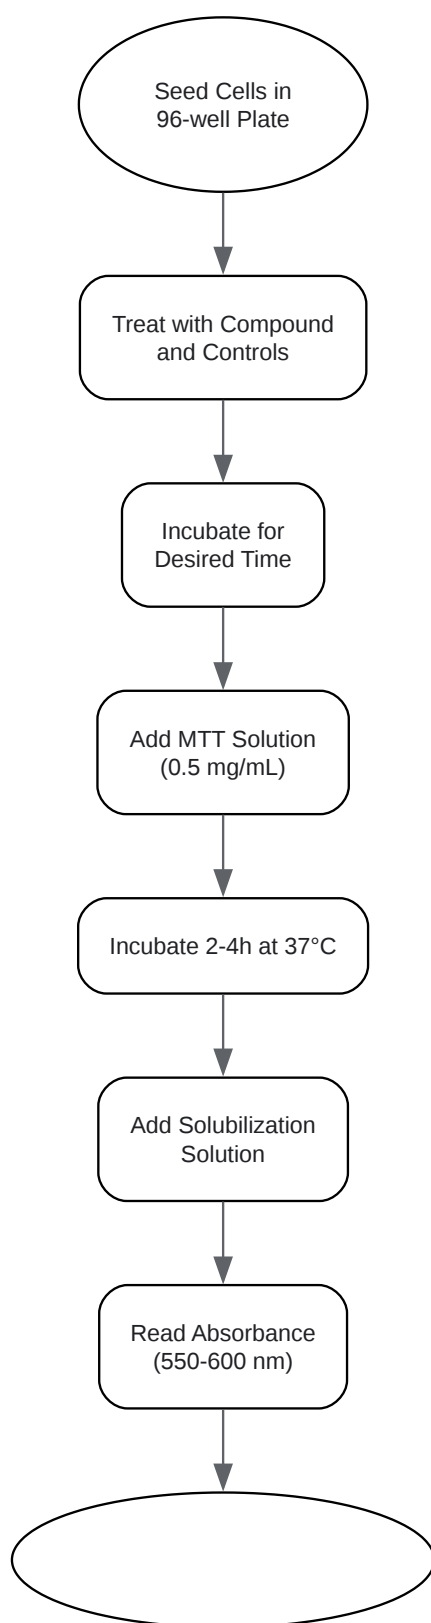 Seed Cells in
96-well Plate
Treat with Compound
and Controls
Incubate for
Desired Time
Add MTT Solution
(0.5 mg/mL)
Incubate 2-4h at 37°C
Add Solubilization
Solution
Read Absorbance
(550-600 nm)